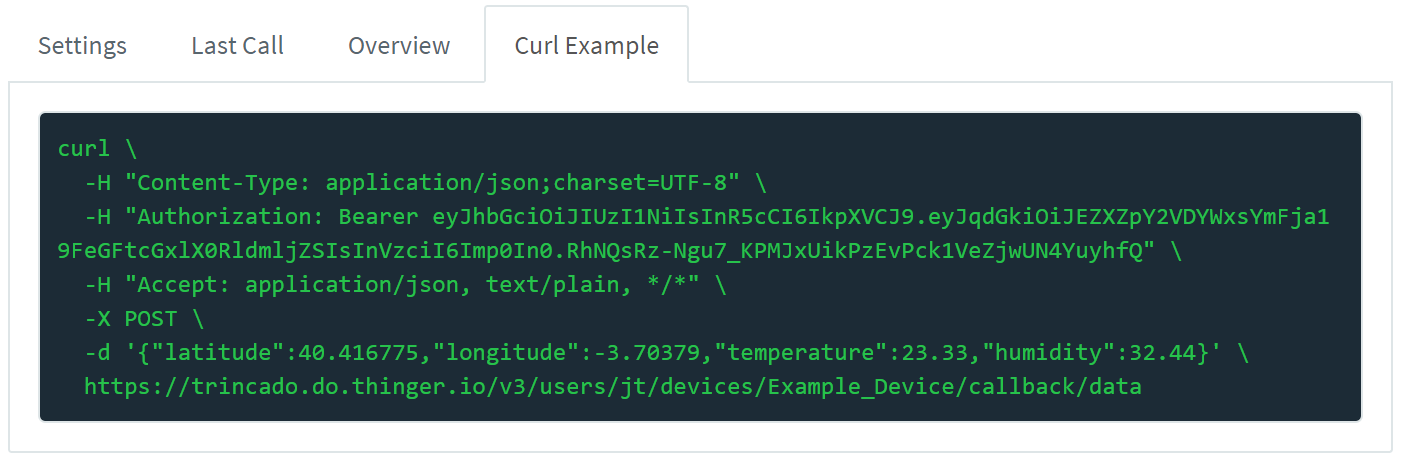 Settings Last Call Overview Curl Example
curl \
-H "Content-Type: application/json;charset=UTF-8" \
-H "Authorization: Bearer eyJhbGciOiJIUzI1NiIsInR5cCI6IkpXVCJ9.eyJqdGkiOiJEZXZpY2VDYWxsYmFja1
9FeGFtcGxlX0RldmljZSIsInVzciI6Imp0In0.RhNQsRz-Ngu7_KPMJxUikPzEvPck1VeZjwUN4YuyhfQ" \
-H "Accept: application/json, text/plain, */*" \
-X POST \
-d '{"latitude":40.416775,"longitude":-3.70379,"temperature":23.33,"humidity":32.44}' \
https://trincado.do.thinger.io/v3/users/jt/devices/Example_Device/callback/data